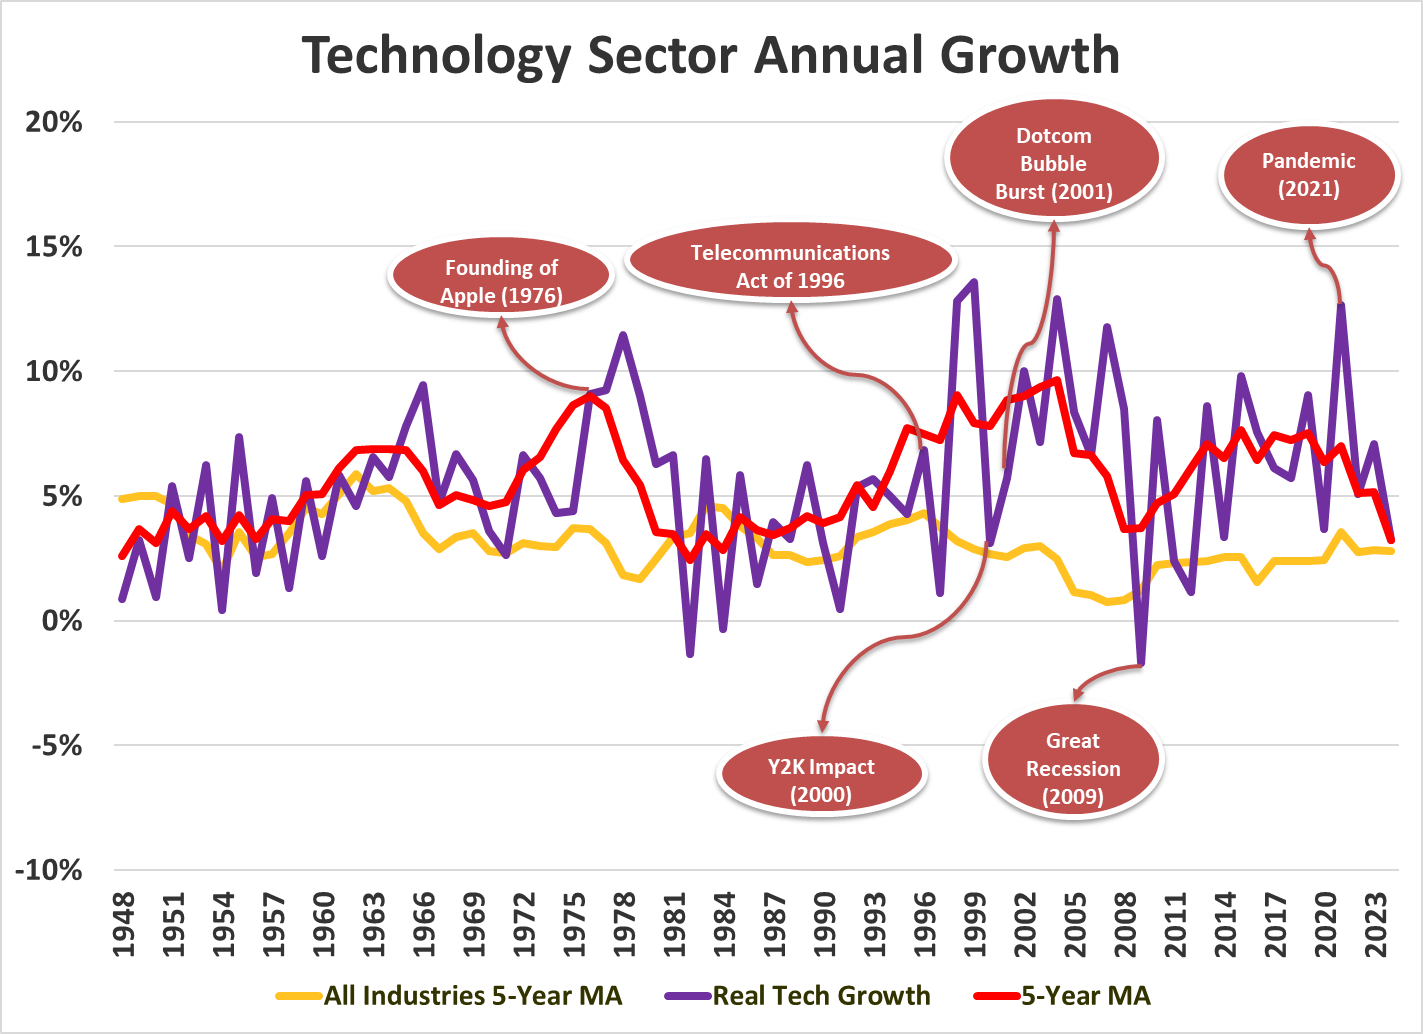 Technology Sector Annual Growth
20%
15%
10%
5%
0%
-5%
-10%
Dotcom
Bubble
Burst (2001)
Pandemic
(2021)
Telecommunications
Act of 1996
Founding of
Apple (1976)
Y2K Impact
(2000)
Great
Recession
(2009)
1948
1951
1954
1957
1960
1963
1966
1969
1972
1975
1978
1981
1984
1987
1990
1993
1996
1999
2002
2005
2008
2011
2014
2017
2020
2023
All Industries 5-Year MA
Real Tech Growth
5-Year MA